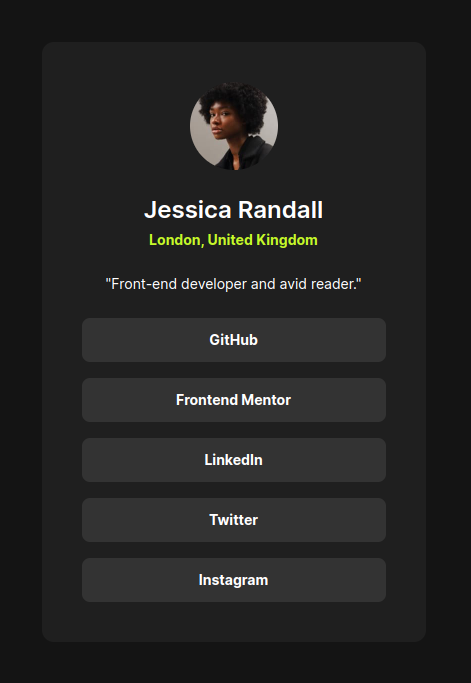 Jessica Randall
London, United Kingdom
"Front-end developer and avid reader."
GitHub
Frontend Mentor
LinkedIn
Twitter
Instagram